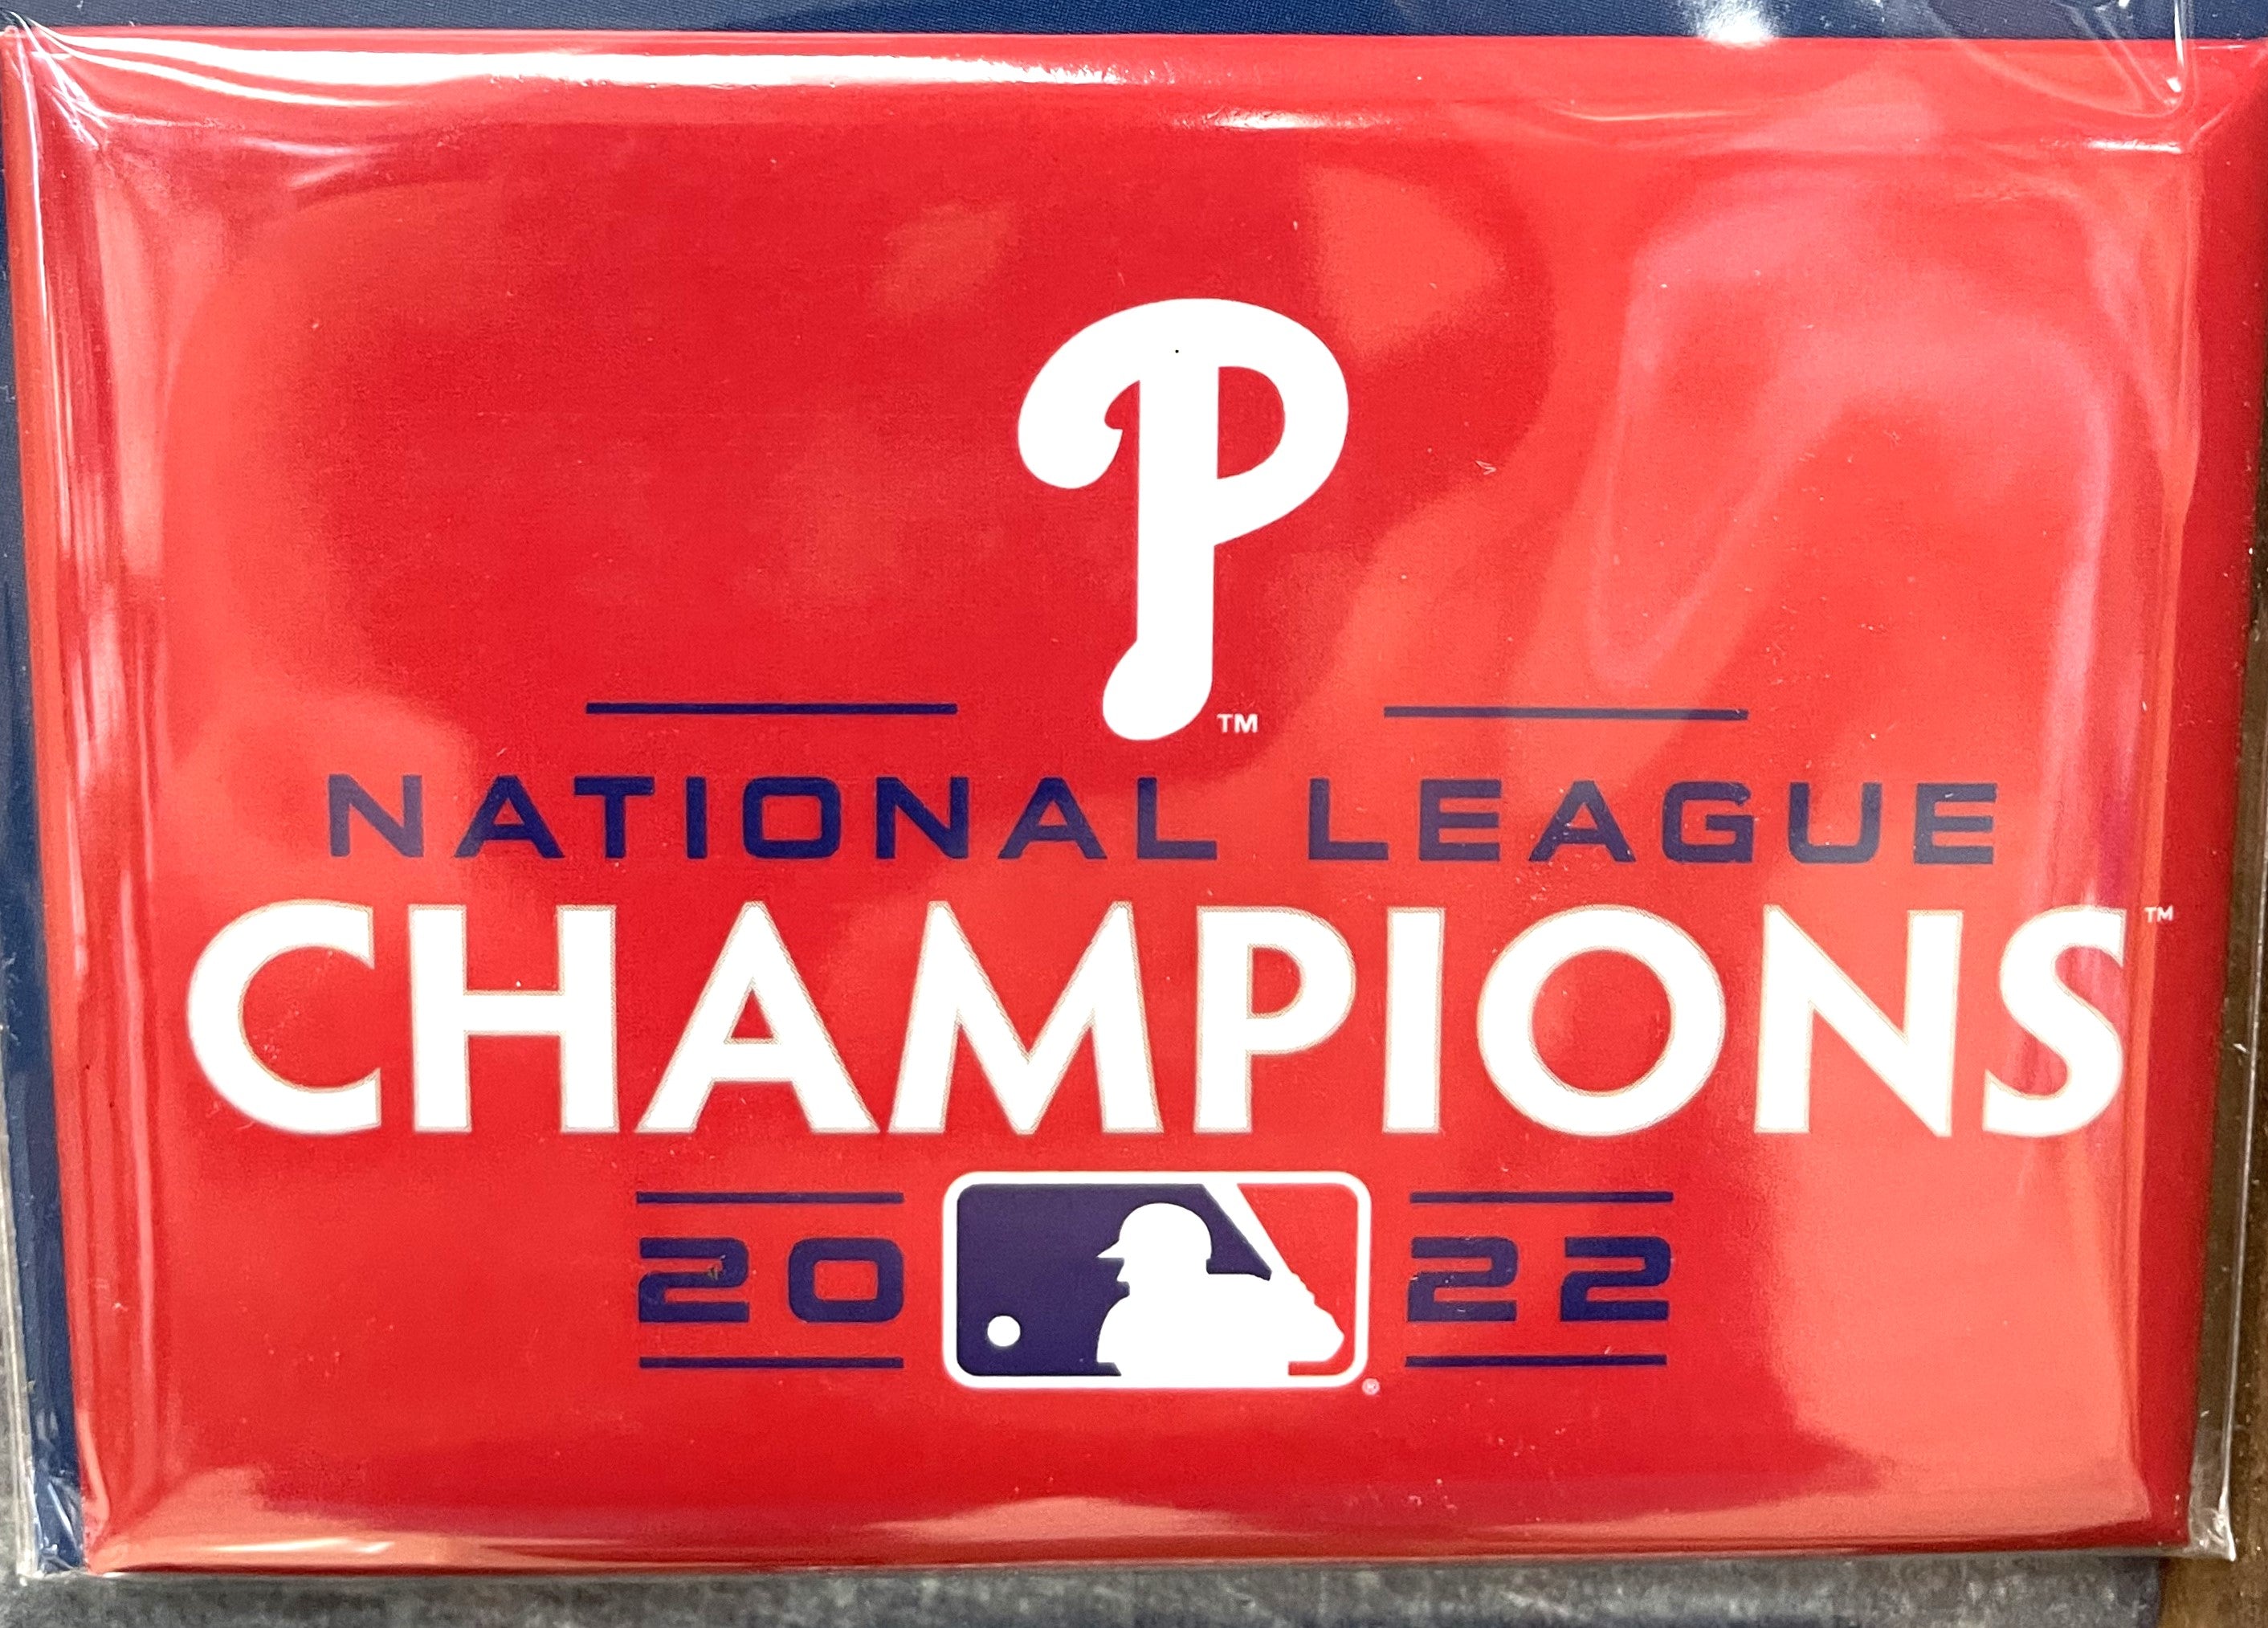 P™
NATIONAL LEAGUE
CHAMPIONS™
20 22
®